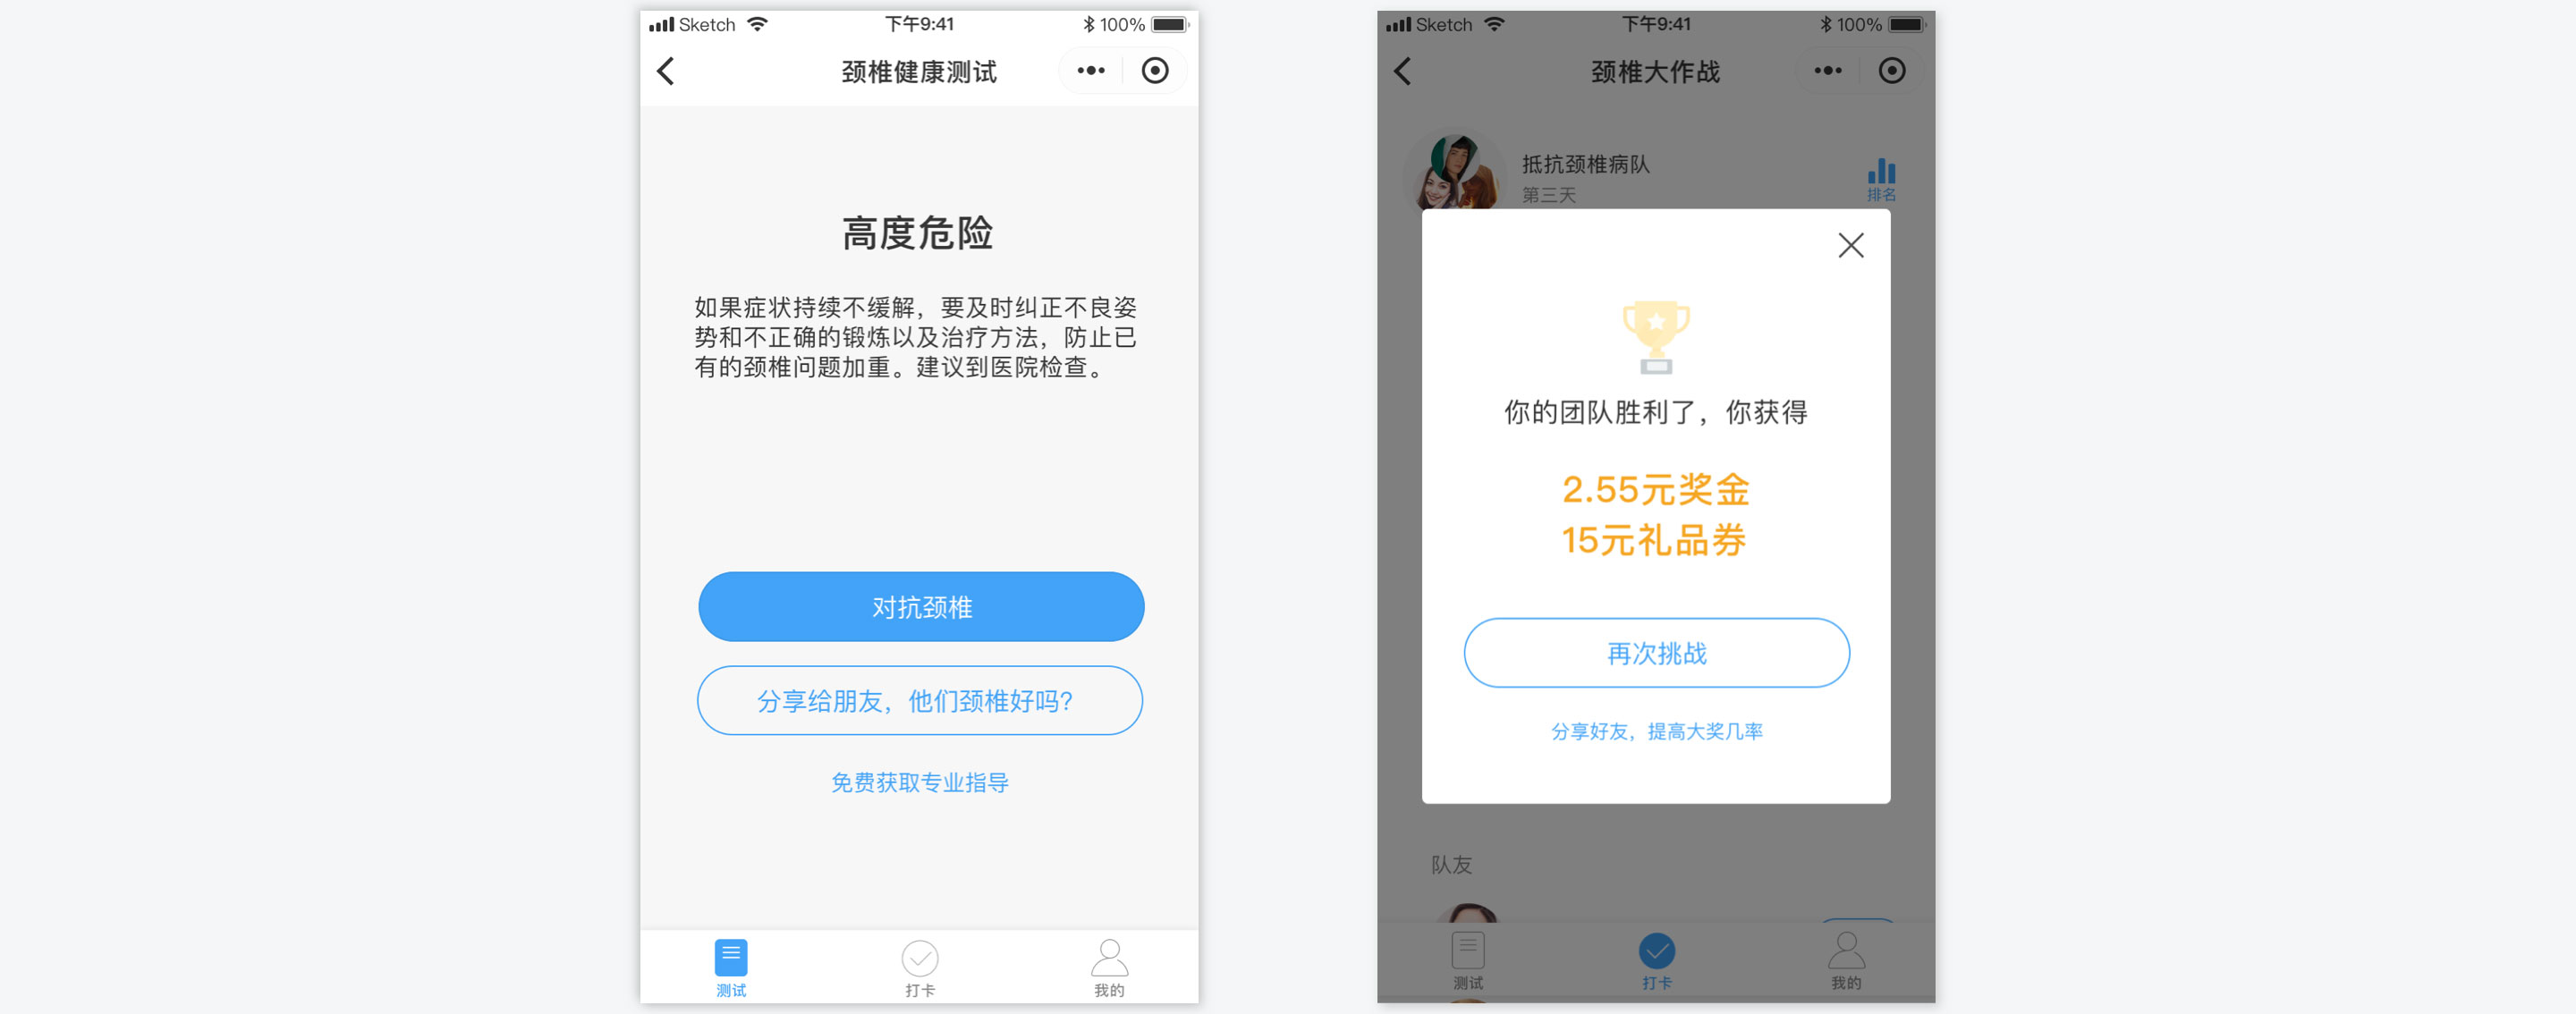 Sketch 下午9:41 100%
颈椎健康测试
高度危险
如果症状持续不缓解，要及时纠正不良姿
势和不正确的锻炼以及治疗方法，防止已
有的颈椎问题加重。建议到医院检查。
对抗颈椎
分享给朋友，他们颈椎好吗？
免费获取专业指导
测试 打卡 我的
Sketch 下午9:41 100%
颈椎大作战
抵抗颈椎病队
第三天
排名
你的团队胜利了，你获得
2.55元奖金
15元礼品券
再次挑战
分享好友，提高大奖几率
队友
测试 打卡 我的